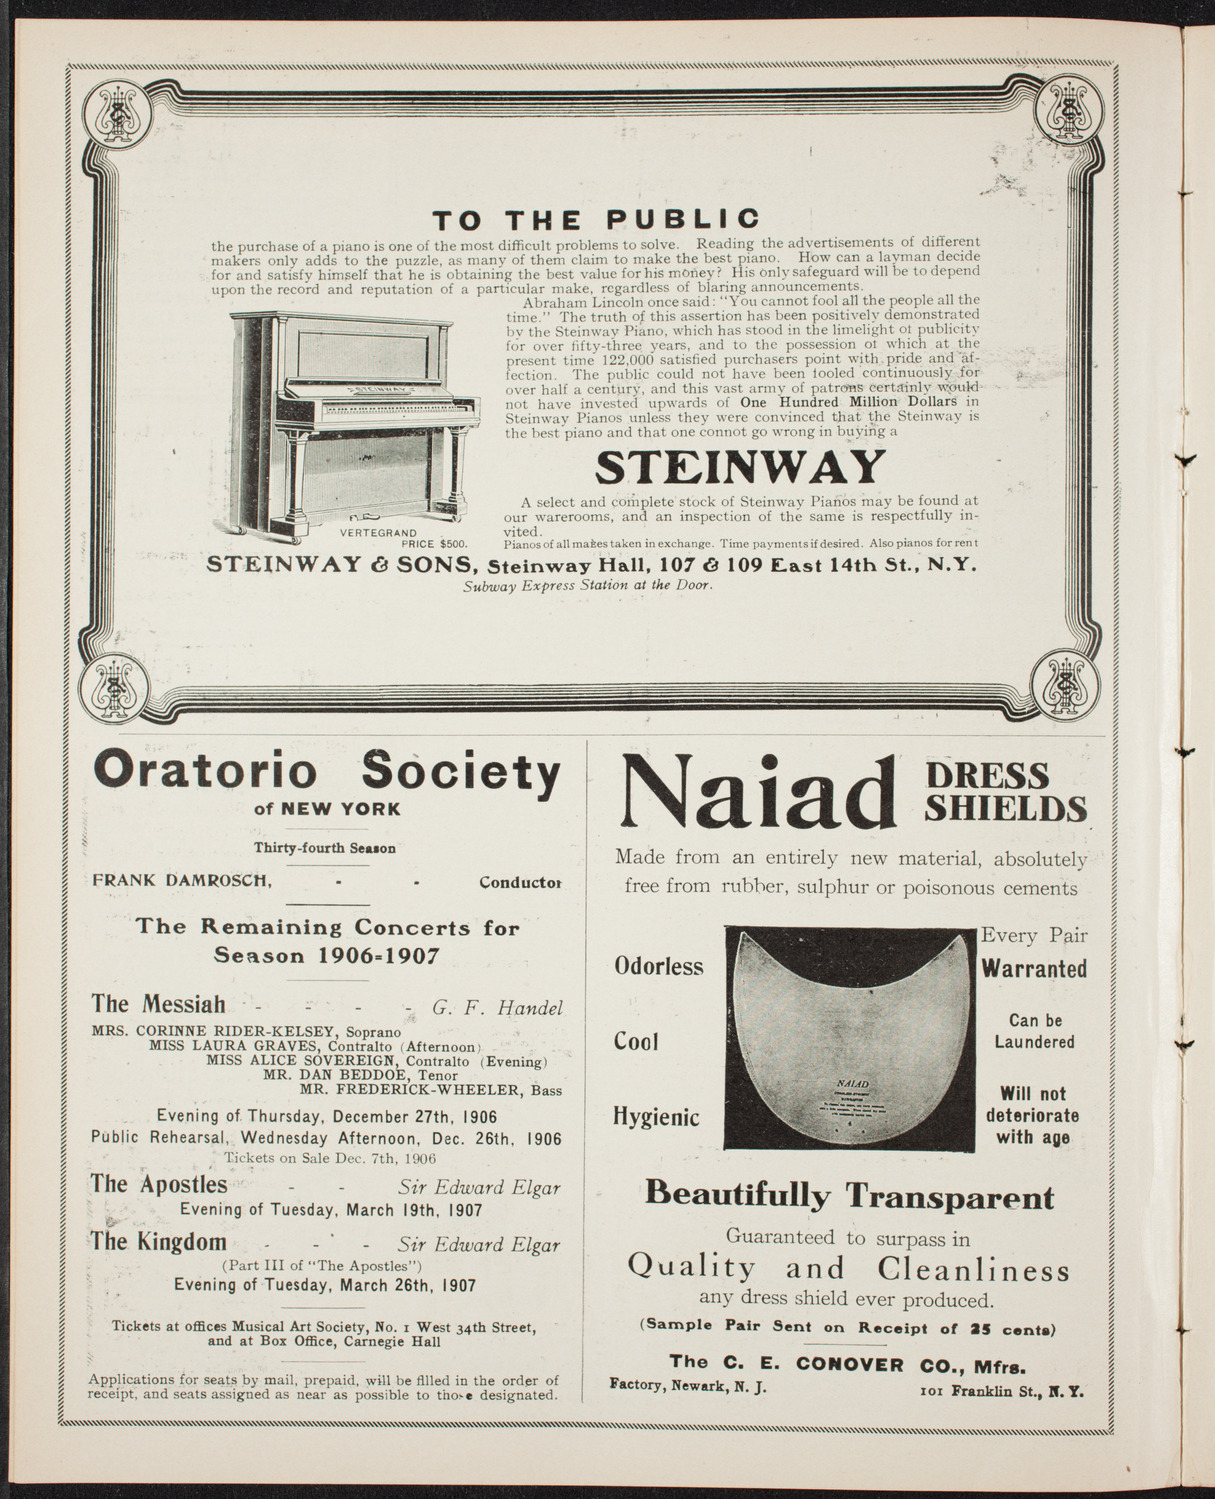 TO THE PUBLIC
the purchase of a piano is one of the most difficult problems to solve. Reading the advertisements of different
makers only adds to the puzzle, as many of them claim to make the best piano. How can a layman decide
for and satisfy himself that he is obtaining the best value for his money? His only safeguard will be to depend
upon the record and reputation of a particular make, regardless of blaring announcements.
Abraham Lincoln once said: "You cannot fool all the people all the
time." The truth of this assertion has been positively demonstrated
by the Steinway Piano, which has stood in the limelight of publicity
for over fifty-three years, and to the possession of which at the
present time 122,000 satisfied purchasers point with pride and af-
fection. The public could not have been fooled continuously for
over half a century, and this vast army of patrons certainly would
not have invested upwards of One Hundred Million Dollars in
Steinway Pianos unless they were convinced that the Steinway is
the best piano and that one connot go wrong in buying a
STEINWAY
STEINWAY
A select and complete stock of Steinway Pianos may be found at
our warerooms, and an inspection of the same is respectfully in-
vited.
VERTEGRAND
PRICE $500.
Pianos of all makes taken in exchange. Time payments if desired. Also pianos for rent
STEINWAY & SONS, Steinway Hall, 107 & 109 East 14th St., N.Y.
Subway Express Station at the Door.
Oratorio Society
of NEW YORK
Thirty-fourth Season
FRANK DAMROSCH, - - Conductor
The Remaining Concerts for
Season 1906=1907
The Messiah - - - - G. F. Handel
MRS. CORINNE RIDER-KELSEY, Soprano
MISS LAURA GRAVES, Contralto (Afternoon)
MISS ALICE SOVEREIGN, Contralto (Evening)
MR. DAN BEDDOE, Tenor
MR. FREDERICK-WHEELER, Bass
Evening of Thursday, December 27th, 1906
Public Rehearsal, Wednesday Afternoon, Dec. 26th, 1906
Tickets on Sale Dec. 7th, 1906
The Apostles - - Sir Edward Elgar
Evening of Tuesday, March 19th, 1907
The Kingdom - - - Sir Edward Elgar
(Part III of "The Apostles")
Evening of Tuesday, March 26th, 1907
Tickets at offices Musical Art Society, No. 1 West 34th Street,
and at Box Office, Carnegie Hall
Applications for seats by mail, prepaid, will be filled in the order of
receipt, and seats assigned as near as possible to those designated.
Naiad DRESS
SHIELDS
Made from an entirely new material, absolutely
free from rubber, sulphur or poisonous cements
Odorless
Cool
Hygienic
NAIAD
Every Pair
Warranted
Can be
Laundered
Will not
deteriorate
with age
Beautifully Transparent
Guaranteed to surpass in
Quality and Cleanliness
any dress shield ever produced.
(Sample Pair Sent on Receipt of 25 cents)
The C. E. CONOVER CO., Mfrs.
Factory, Newark, N. J. 101 Franklin St., N. Y.